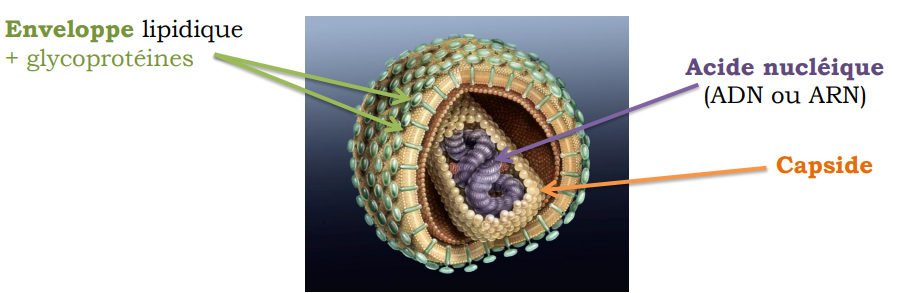 Enveloppe lipidique
+ glycoprotéines
Acide nucléique
(ADN ou ARN)
Capside